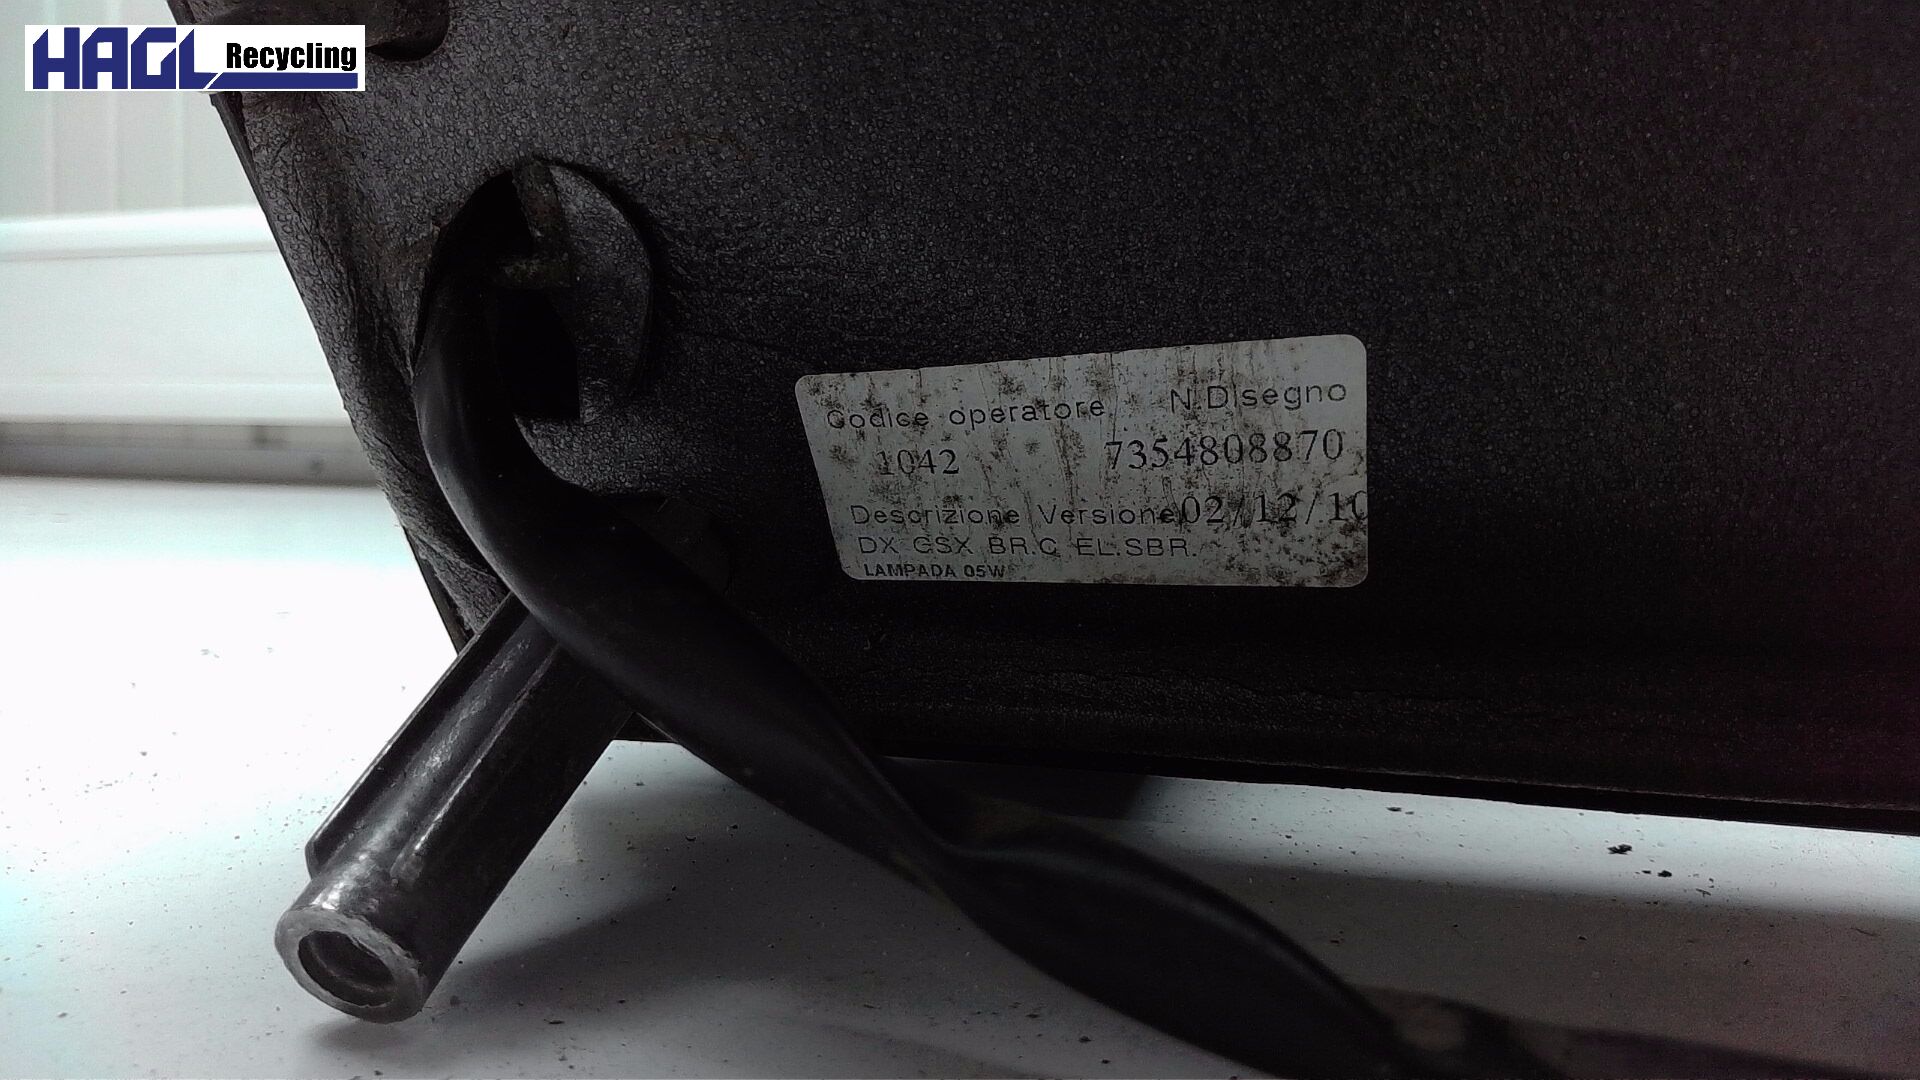 HAGL Recycling
Codice operatore N.Disegno
1042 7354808870
Descrizione Versione 02/12/10
DX GSX BR.C EL.SBR.
LAMPADA 05W